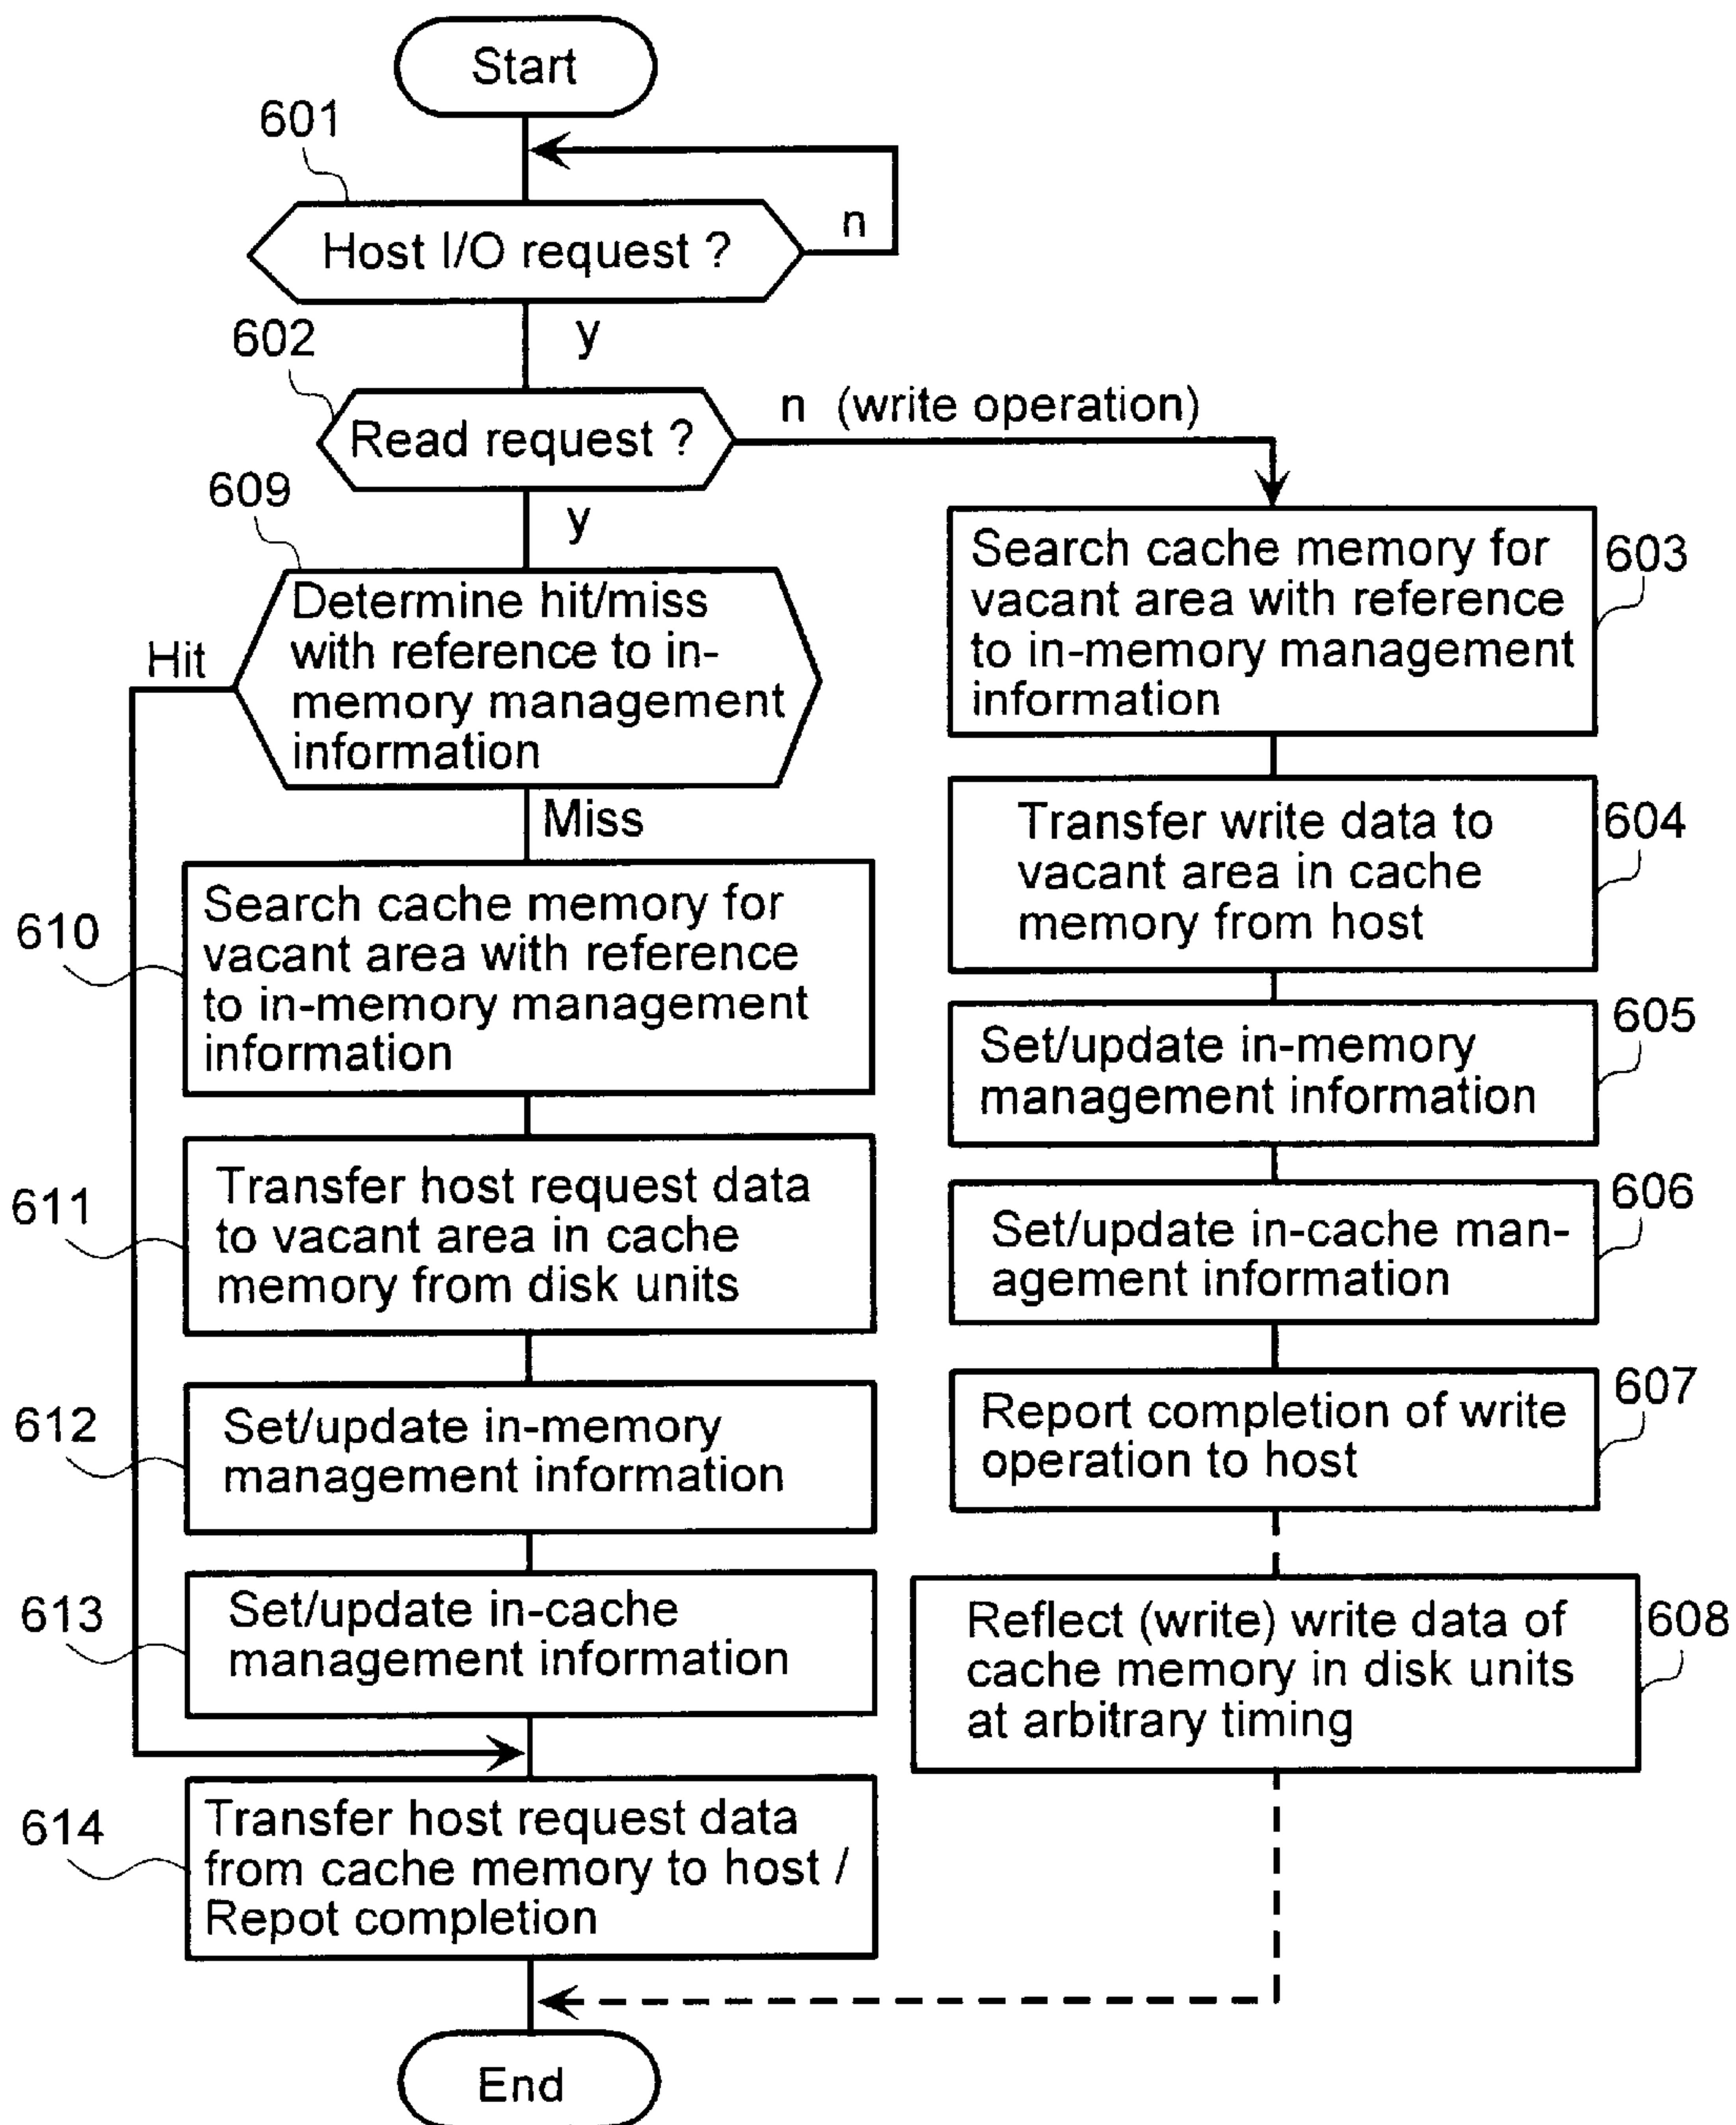 Start
601
Host I/O request ?
n
y
602
Read request ?
n (write operation)
y
609
Determine hit/miss
with reference to in-
memory management
information
Hit
Miss
610
Search cache memory for
vacant area with reference
to in-memory management
information
611
Transfer host request data
to vacant area in cache
memory from disk units
612
Set/update in-memory
management information
613
Set/update in-cache
management information
614
Transfer host request data
from cache memory to host /
Repot completion
603
Search cache memory for
vacant area with reference
to in-memory management
information
604
Transfer write data to
vacant area in cache
memory from host
605
Set/update in-memory
management information
606
Set/update in-cache man-
agement information
607
Report completion of write
operation to host
608
Reflect (write) write data of
cache memory in disk units
at arbitrary timing
End